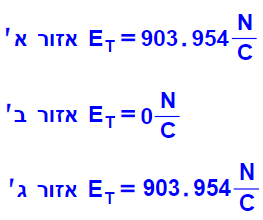 אזור א' E_T = 903.954 N/C
אזור ב' E_T = 0 N/C
אזור ג' E_T = 903.954 N/C